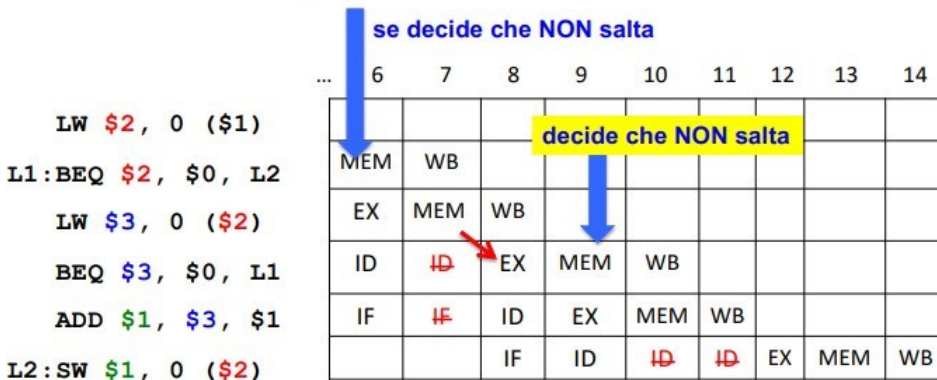 se decide che NON salta
... 6 7 8 9 10 11 12 13 14
LW $2, 0 ($1)
decide che NON salta
L1:BEQ $2, $0, L2 MEM WB
LW $3, 0 ($2) EX MEM WB
BEQ $3, $0, L1 ID ID EX MEM WB
ADD $1, $3, $1 IF IF ID EX MEM WB
L2:SW $1, 0 ($2) IF ID ID ID EX MEM WB